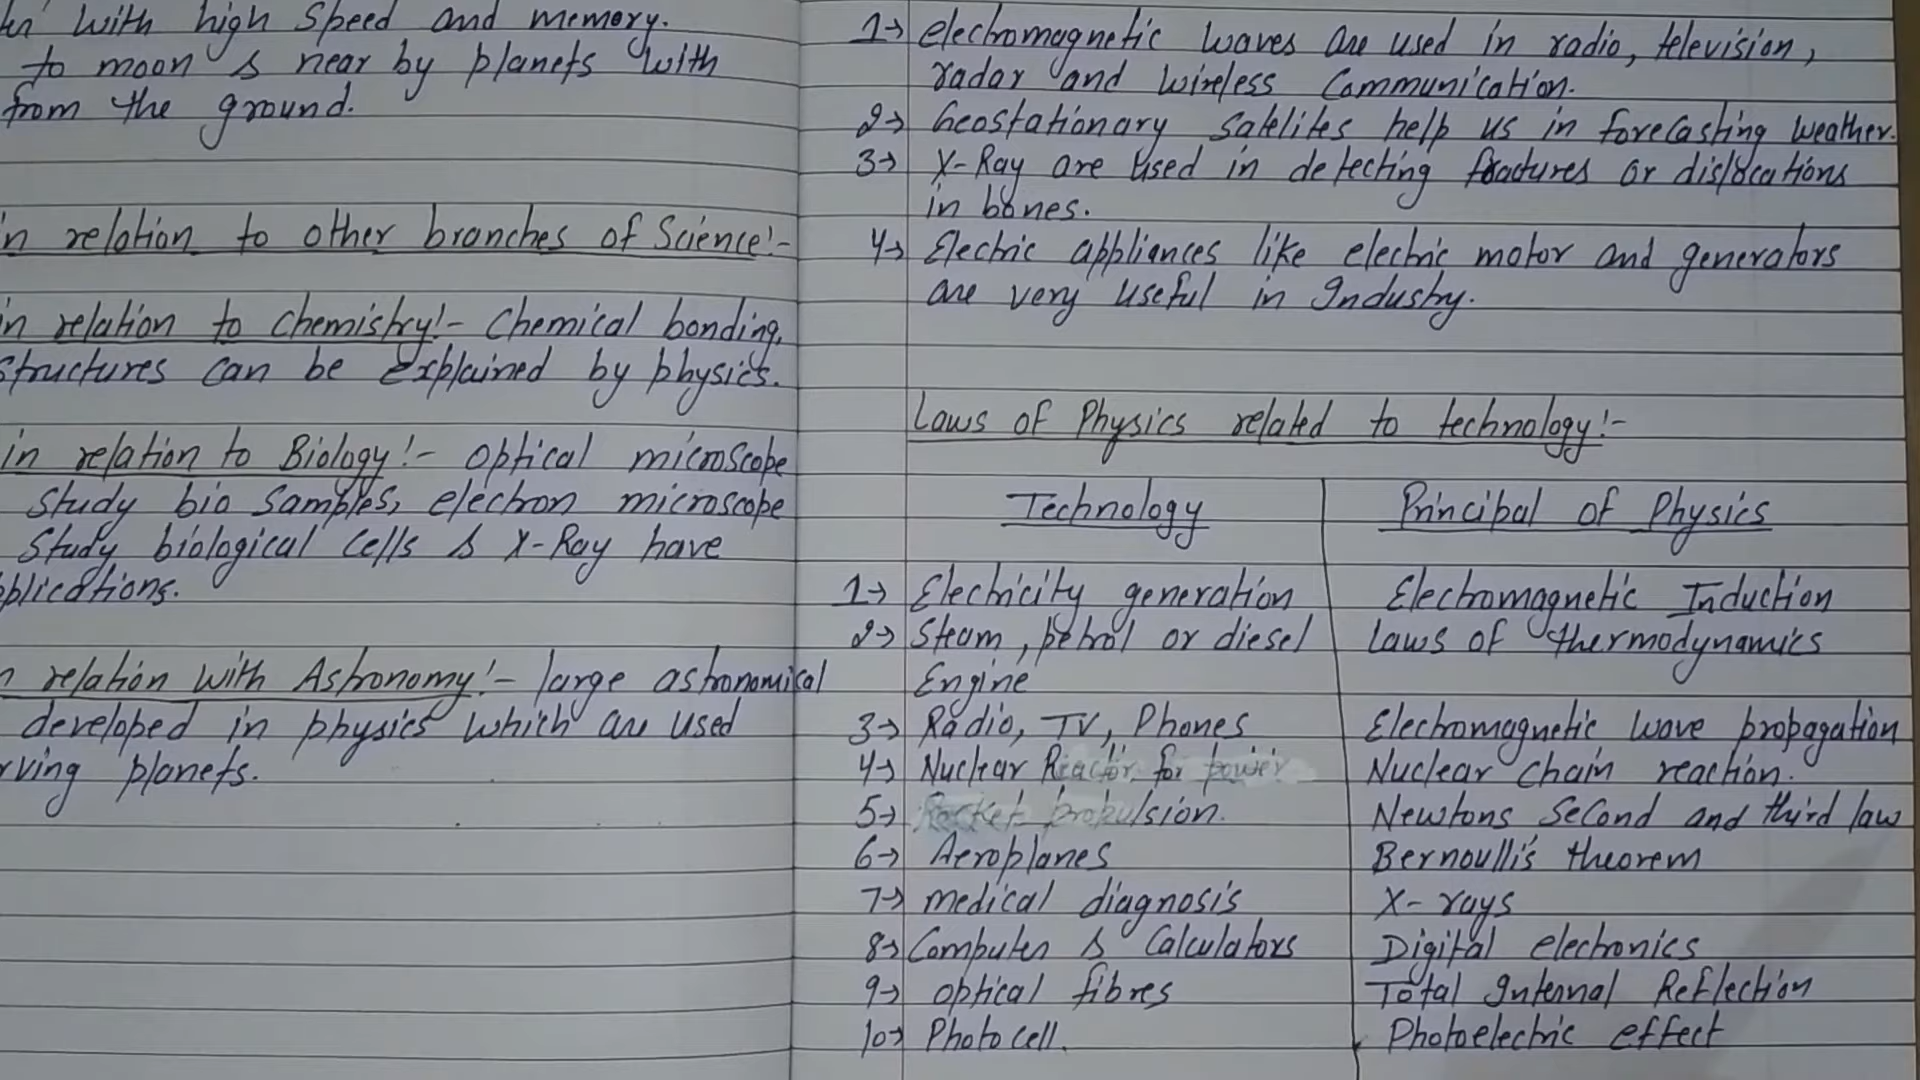 with high speed and memory.
to moon & near by planets with
from the ground.
in relation to other branches of Science:-
in relation to chemistry:- Chemical bonding,
structures can be explained by physics.
in relation to Biology:- optical microscope
study bio samples, electron microscope
study biological cells & X-Ray have
plications.
relation with Astronomy:- large astronomical
developed in physics which are used
rving planets.
1→ electromagnetic waves are used in radio, television,
radar and wireless communication.
2→ Geostationary satelites help us in forecasting weather.
3→ X-Ray are used in detecting fractures or dislocations
in bones.
4→ Electric appliances like electric motor and generators
are very useful in Industry.
Laws of Physics related to technology:-
Technology | Principal of Physics
1→ Electricity generation | Electromagnetic Induction
2→ Steam, petrol or diesel | Laws of thermodynamics
Engine
3→ Radio, TV, Phones | Electromagnetic wave propagation
4→ Nuclear Reactor for power | Nuclear chain reaction.
5→ Rocket propulsion. | Newtons second and third law
6→ Aeroplanes | Bernoulli's theorem
7→ medical diagnosis | X-rays
8→ Computer & Calculators | Digital electronics
9→ optical fibres | Total Internal Reflection
10→ Photo cell. | Photoelectric effect